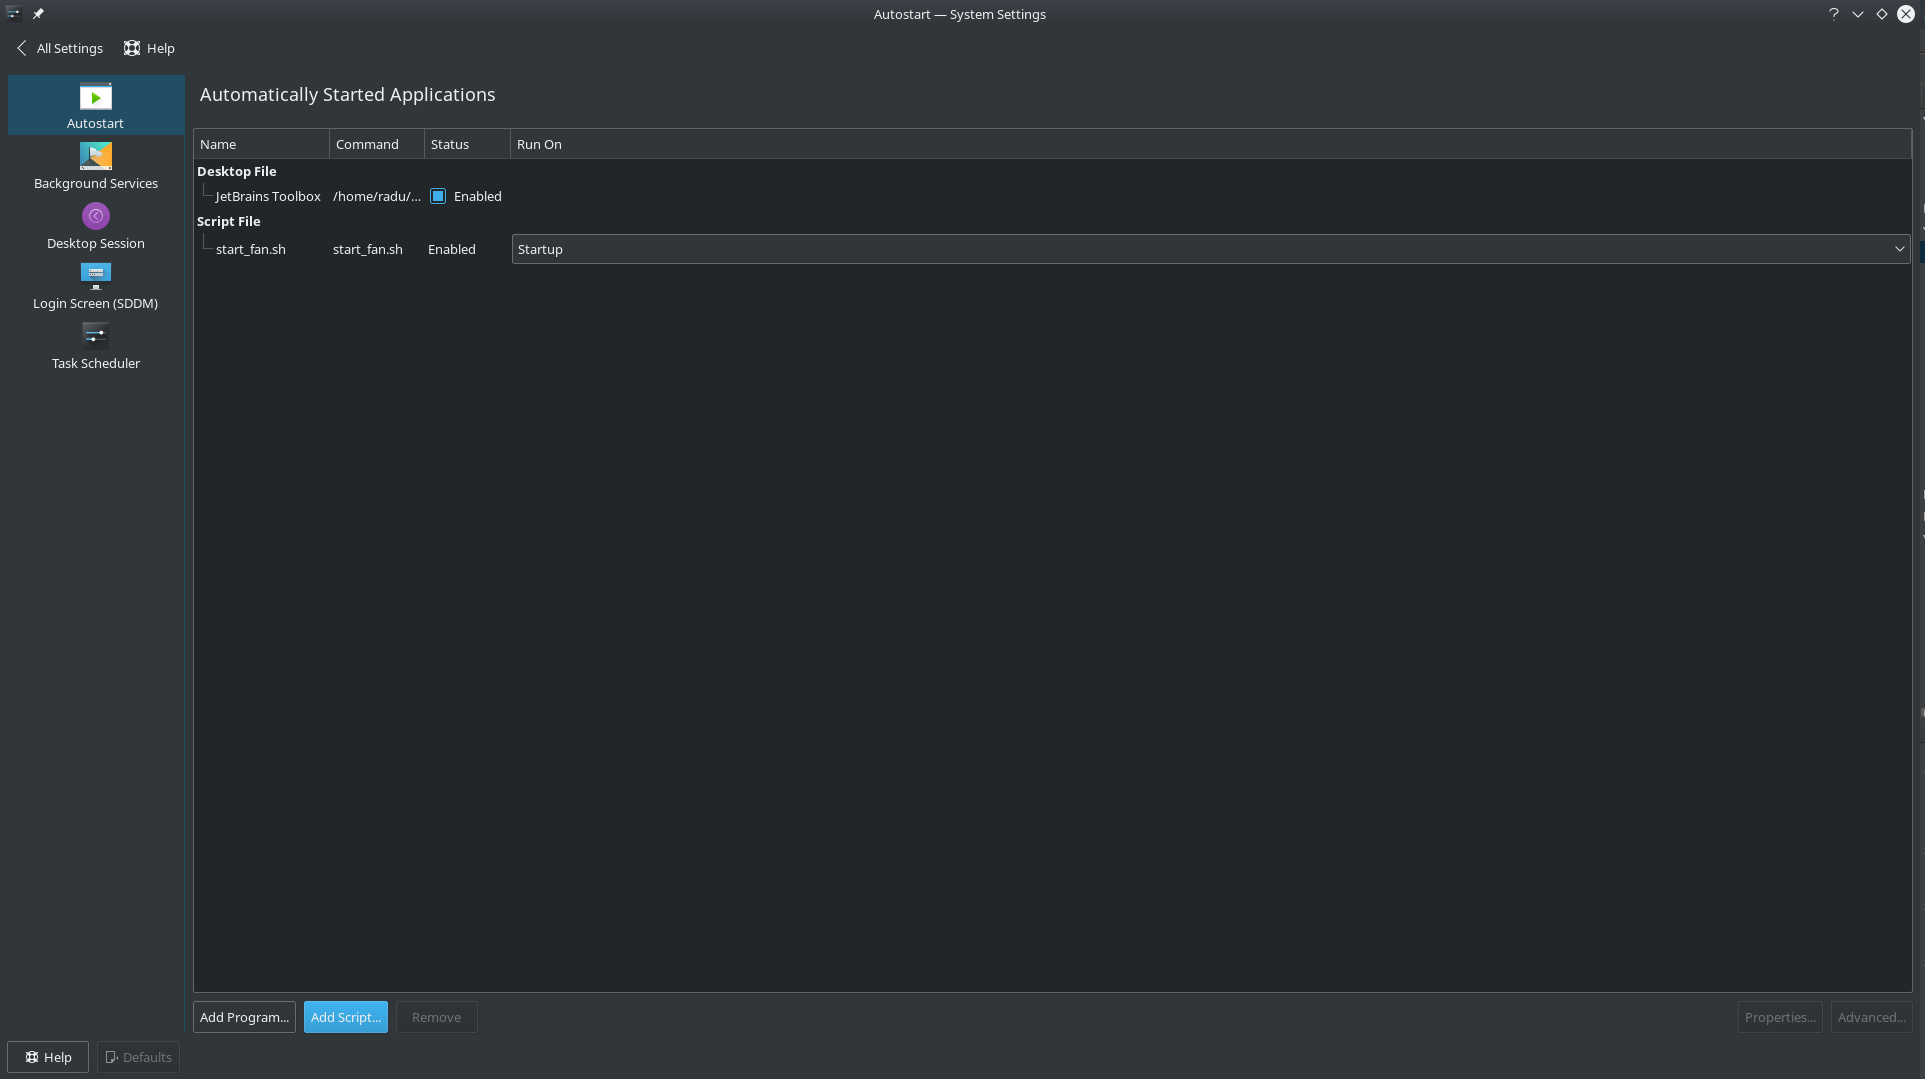 Autostart — System Settings
All Settings Help
Autostart
Background Services
Desktop Session
Login Screen (SDDM)
Task Scheduler
Automatically Started Applications
Name Command Status Run On
Desktop File
JetBrains Toolbox /home/radu/... Enabled
Script File
start_fan.sh start_fan.sh Enabled Startup
Add Program... Add Script... Remove Properties... Advanced...
Help Defaults